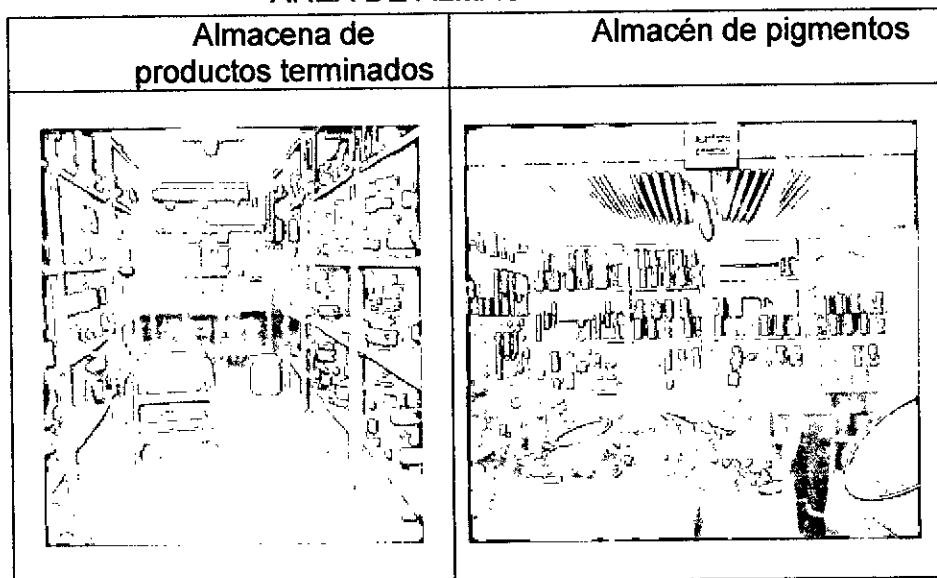 Almacena de
productos terminados
Almacén de pigmentos